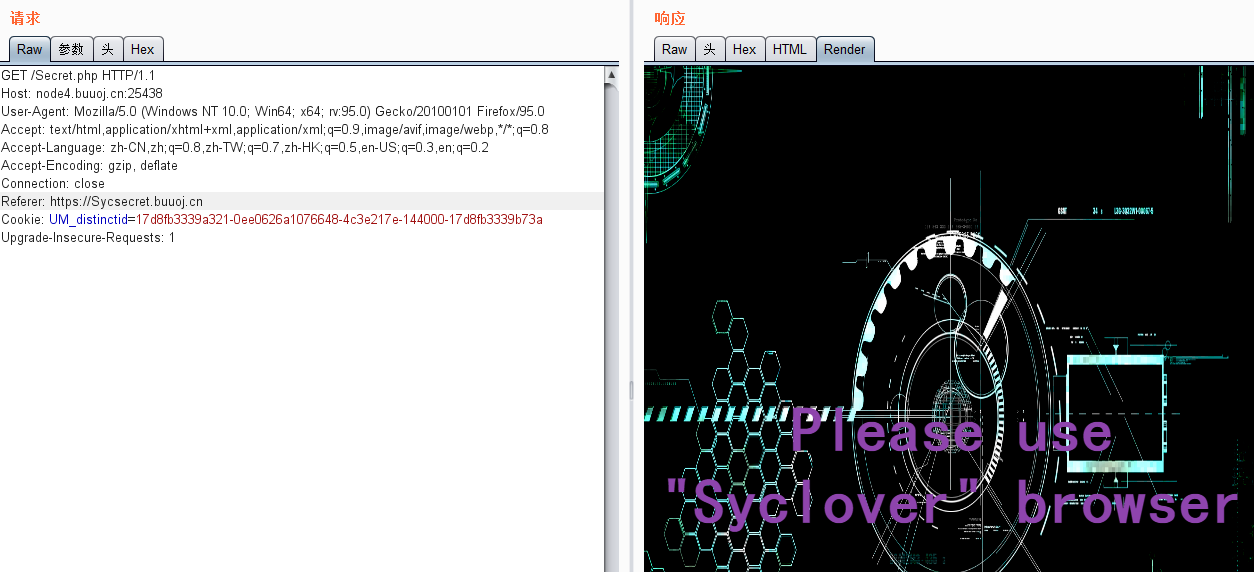 请求
Raw 参数 头 Hex
GET /Secret.php HTTP/1.1
Host: node4.buuoj.cn:25438
User-Agent: Mozilla/5.0 (Windows NT 10.0; Win64; x64; rv:95.0) Gecko/20100101 Firefox/95.0
Accept: text/html,application/xhtml+xml,application/xml;q=0.9,image/avif,image/webp,*/*;q=0.8
Accept-Language: zh-CN,zh;q=0.8,zh-TW;q=0.7,zh-HK;q=0.5,en-US;q=0.3,en;q=0.2
Accept-Encoding: gzip, deflate
Connection: close
Referer: https://Sycsecret.buuoj.cn
Cookie: UM_distinctid=17d8fb3339a321-0ee0626a1076648-4c3e217e-144000-17d8fb3339b73a
Upgrade-Insecure-Requests: 1
响应
Raw 头 Hex HTML Render
Please use
"Syclover" browser